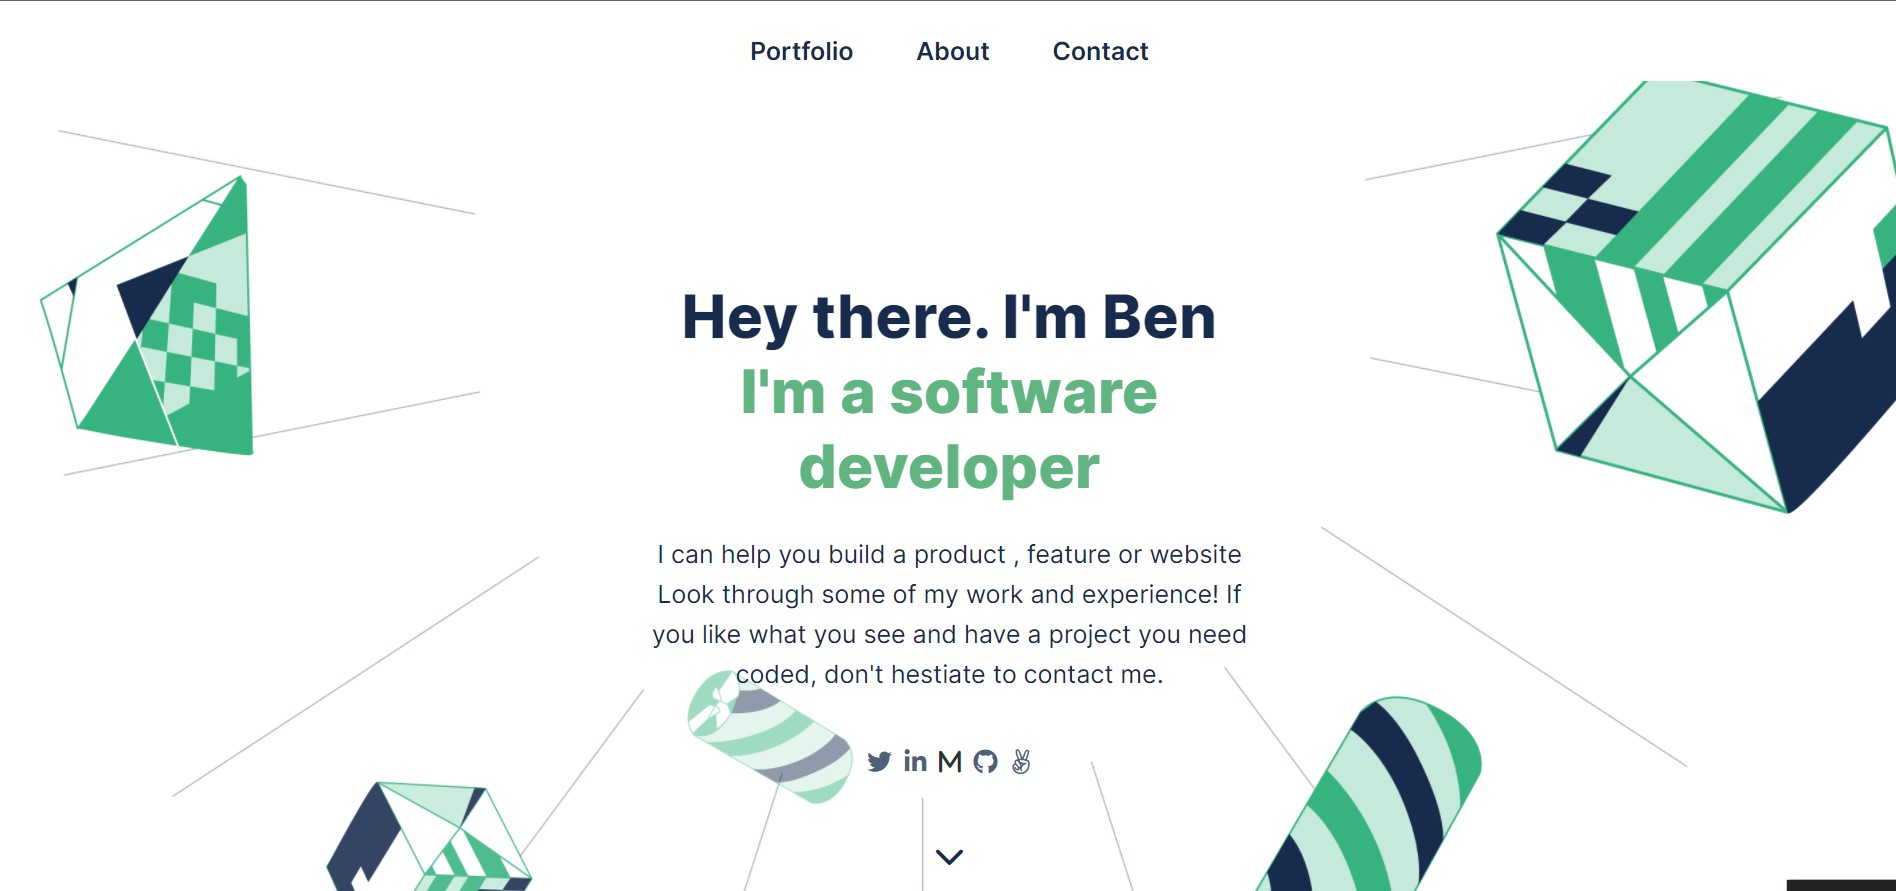 Portfolio About Contact
Hey there. I'm Ben
I'm a software
developer
I can help you build a product , feature or website
Look through some of my work and experience! If
you like what you see and have a project you need
coded, don't hestiate to contact me.